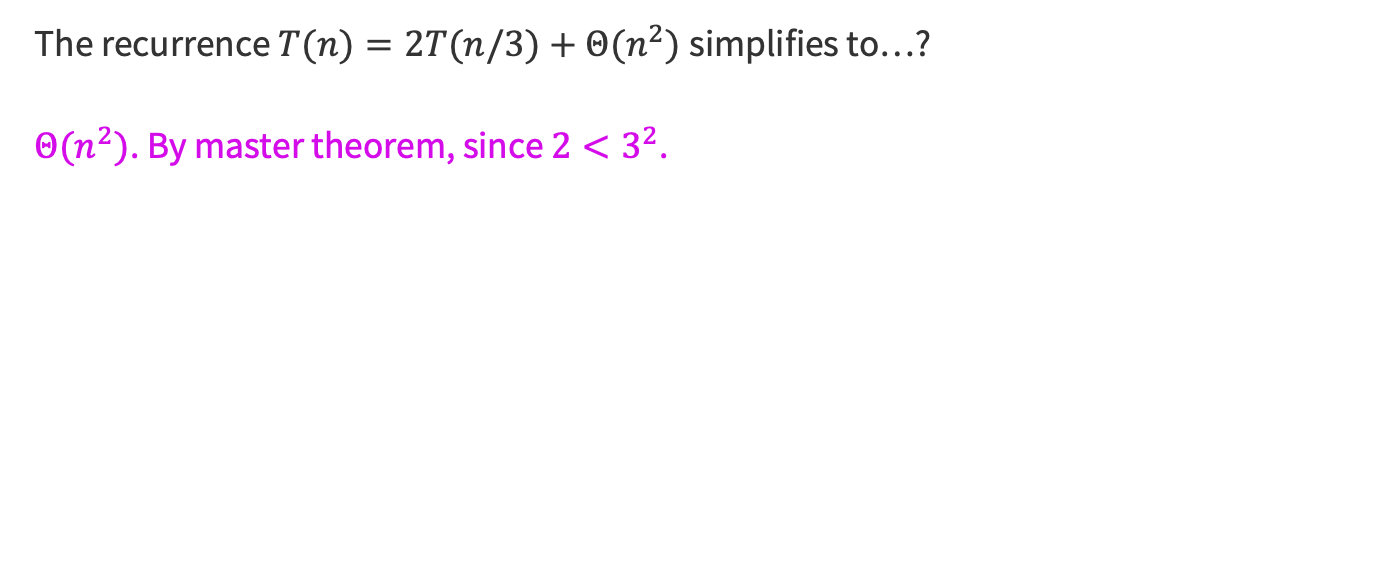 The recurrence T(n) = 2T(n/3) + Θ(n²) simplifies to…?
Θ(n²). By master theorem, since 2 < 3².